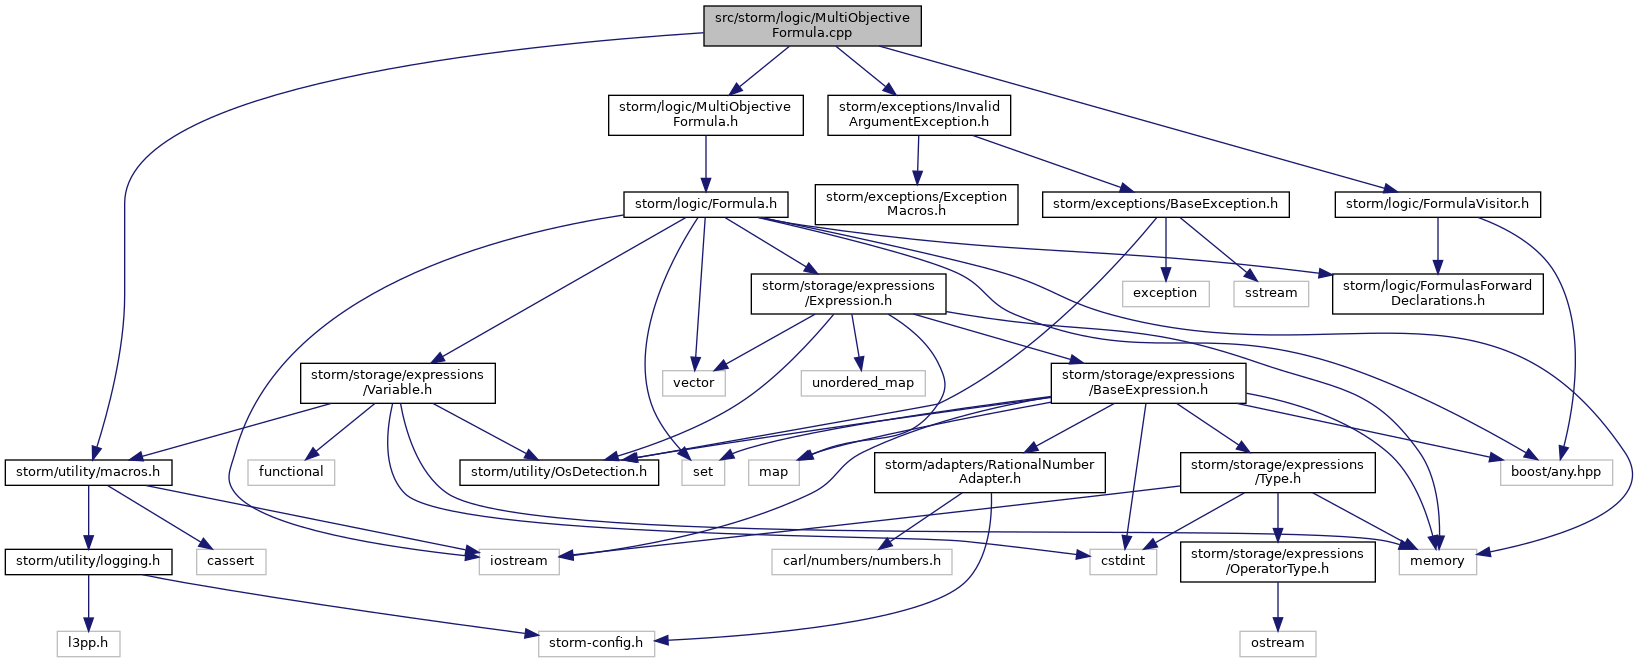 src/storm/logic/MultiObjective
Formula.cpp
storm/logic/MultiObjective
Formula.h
storm/exceptions/Invalid
ArgumentException.h
storm/exceptions/Exception
Macros.h
storm/logic/Formula.h
storm/exceptions/BaseException.h
storm/logic/FormulaVisitor.h
storm/storage/expressions
/Expression.h
exception
sstream
storm/logic/FormulasForward
Declarations.h
storm/storage/expressions
/Variable.h
vector
unordered_map
storm/storage/expressions
/BaseExpression.h
storm/utility/macros.h
functional
storm/utility/OsDetection.h
set
map
storm/adapters/RationalNumber
Adapter.h
storm/storage/expressions
/Type.h
boost/any.hpp
storm/utility/logging.h
cassert
iostream
carl/numbers/numbers.h
cstdint
storm/storage/expressions
/OperatorType.h
memory
l3pp.h
storm-config.h
ostream